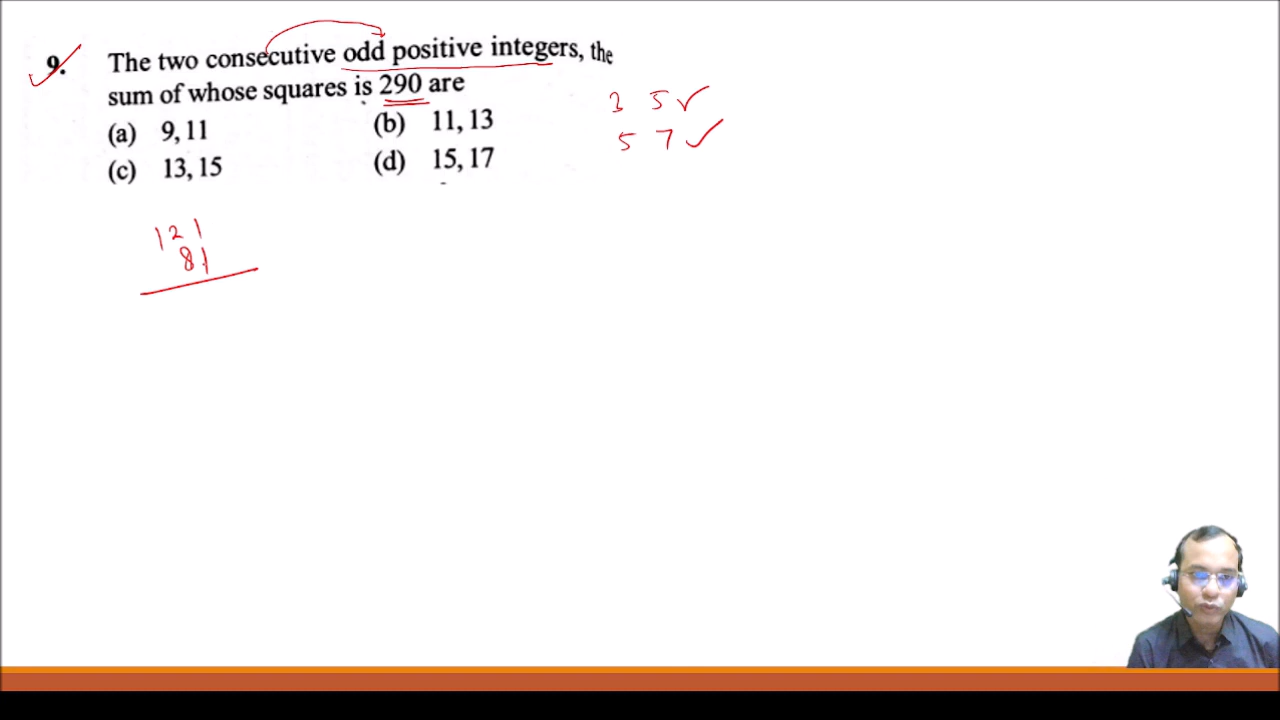 9. The two consecutive odd positive integers, the
sum of whose squares is 290 are
(a) 9, 11 (b) 11, 13
(c) 13, 15 (d) 15, 17
3 5 ✓
5 7 ✓
121
81